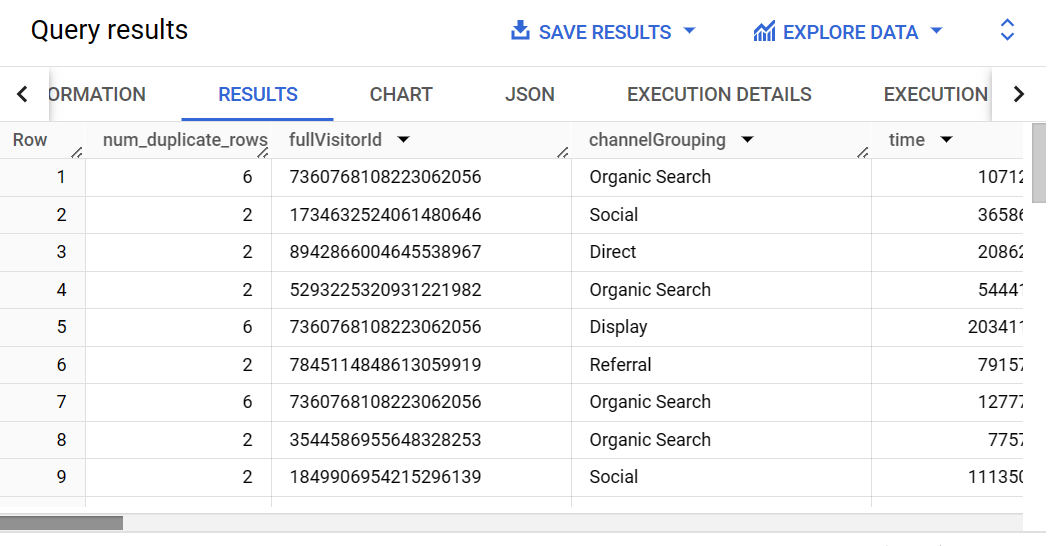 Query results SAVE RESULTS EXPLORE DATA
ORMATION RESULTS CHART JSON EXECUTION DETAILS EXECUTION
Row num_duplicate_rows fullVisitorId channelGrouping time
1 6 7360768108223062056 Organic Search 10712
2 2 1734632524061480646 Social 36586
3 2 8942866004645538967 Direct 20862
4 2 5293225320931221982 Organic Search 54441
5 6 7360768108223062056 Display 203411
6 2 7845114848613059919 Referral 79157
7 6 7360768108223062056 Organic Search 12777
8 2 3544586955648328253 Organic Search 7757
9 2 1849906954215296139 Social 111350